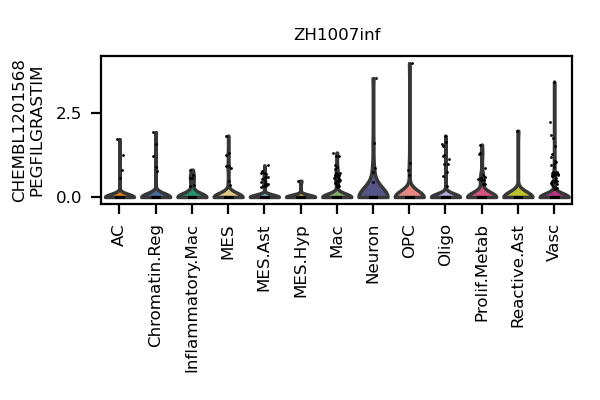 ZH1007inf
CHEMBL1201568
PEGFILGRASTIM
2.5
0.0
AC
Chromatin.Reg
Inflammatory.Mac
MES
MES.Ast
MES.Hyp
Mac
Neuron
OPC
Oligo
Prolif.Metab
Reactive.Ast
Vasc